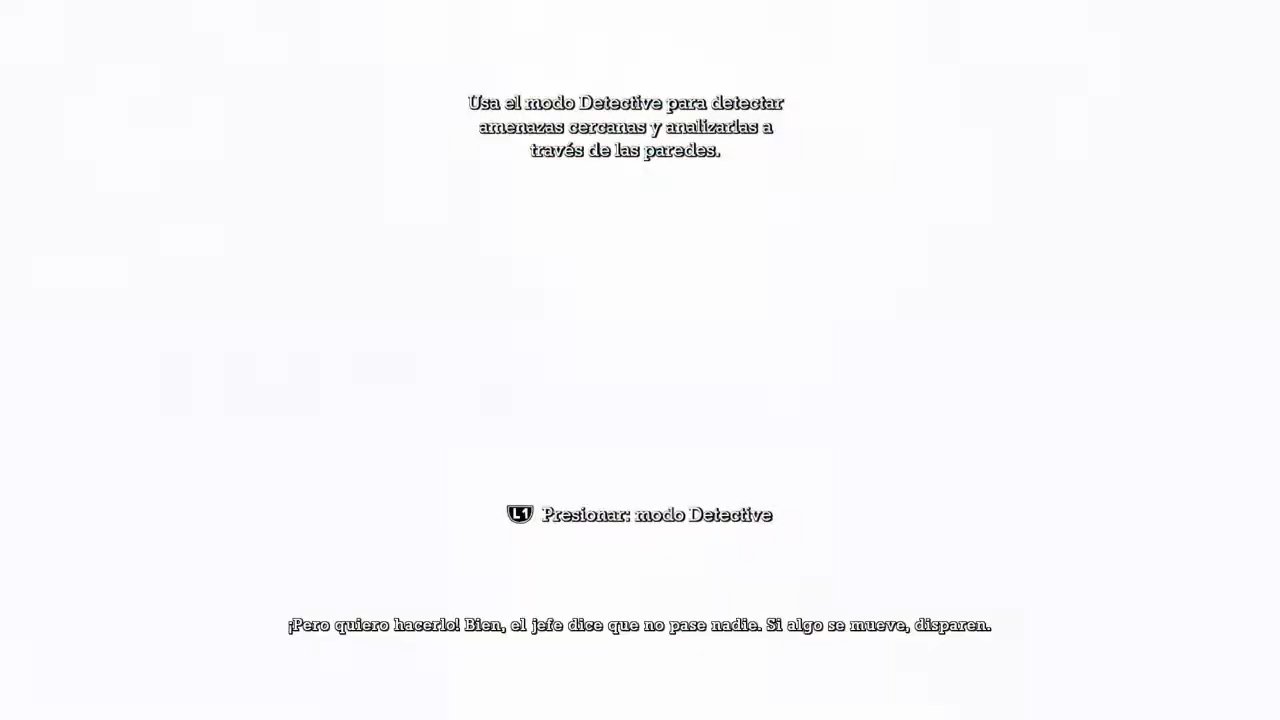 Usa el modo Detective para detectar
amenazas cercanas y analizarlas a
través de las paredes.
L1 Presionar: modo Detective
¡Pero quiero hacerlo! Bien, el jefe dice que no pase nadie. Si algo se mueve, disparen.